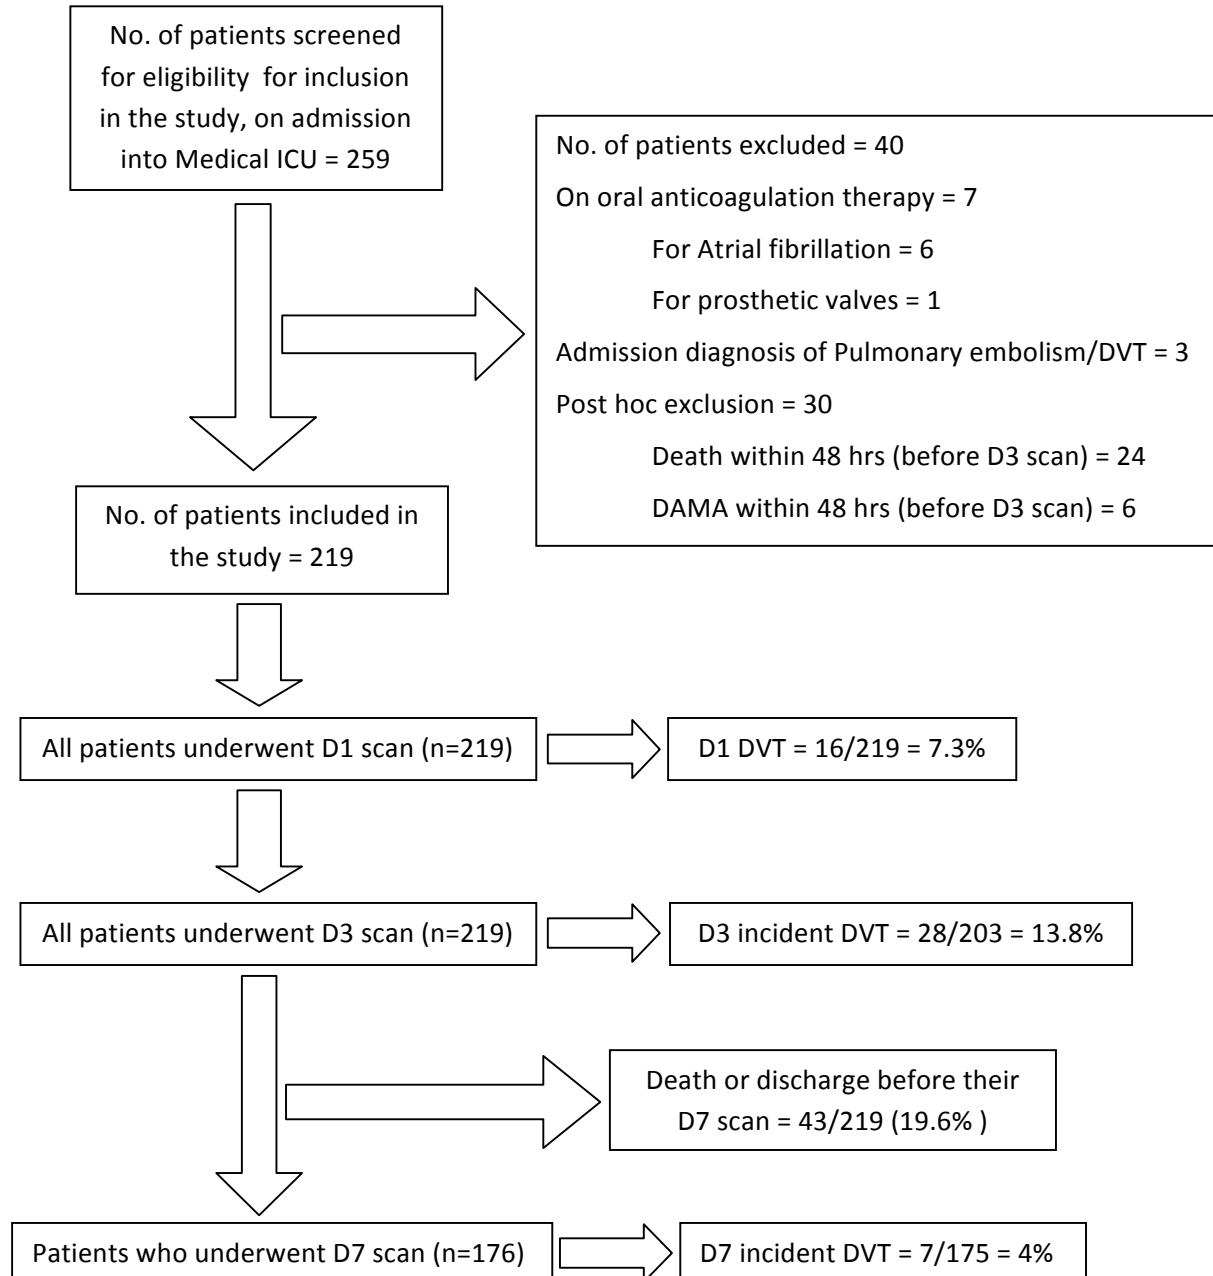 No. of patients screened
for eligibility for inclusion
in the study, on admission
into Medical ICU = 259
No. of patients excluded = 40
On oral anticoagulation therapy = 7
For Atrial fibrillation = 6
For prosthetic valves = 1
Admission diagnosis of Pulmonary embolism/DVT = 3
Post hoc exclusion = 30
Death within 48 hrs (before D3 scan) = 24
DAMA within 48 hrs (before D3 scan) = 6
No. of patients included in
the study = 219
All patients underwent D1 scan (n=219)
D1 DVT = 16/219 = 7.3%
All patients underwent D3 scan (n=219)
D3 incident DVT = 28/203 = 13.8%
Death or discharge before their
D7 scan = 43/219 (19.6% )
Patients who underwent D7 scan (n=176)
D7 incident DVT = 7/175 = 4%